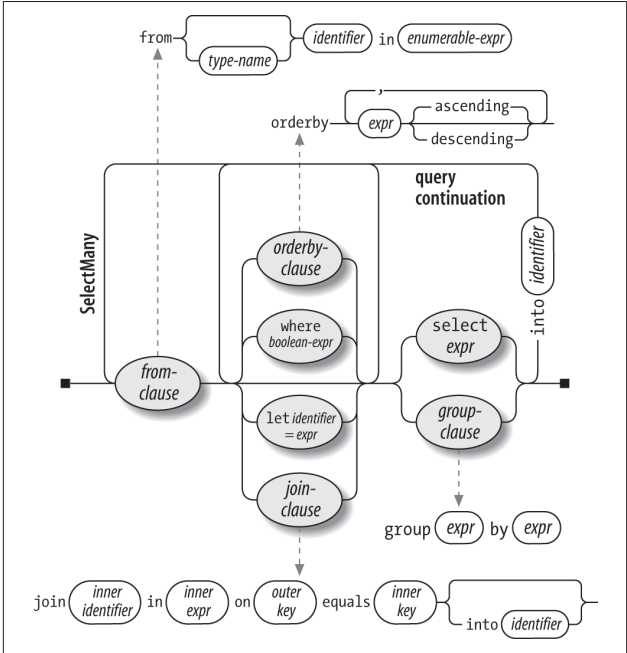 from type-name identifier in enumerable-expr
,
orderby expr ascending
descending
query
continuation
SelectMany
orderby-
clause
into identifier
where
boolean-expr
select
expr
from-
clause
let identifier
= expr
group-
clause
join-
clause
group expr by expr
join inner identifier in inner expr on outer key equals inner key
into identifier